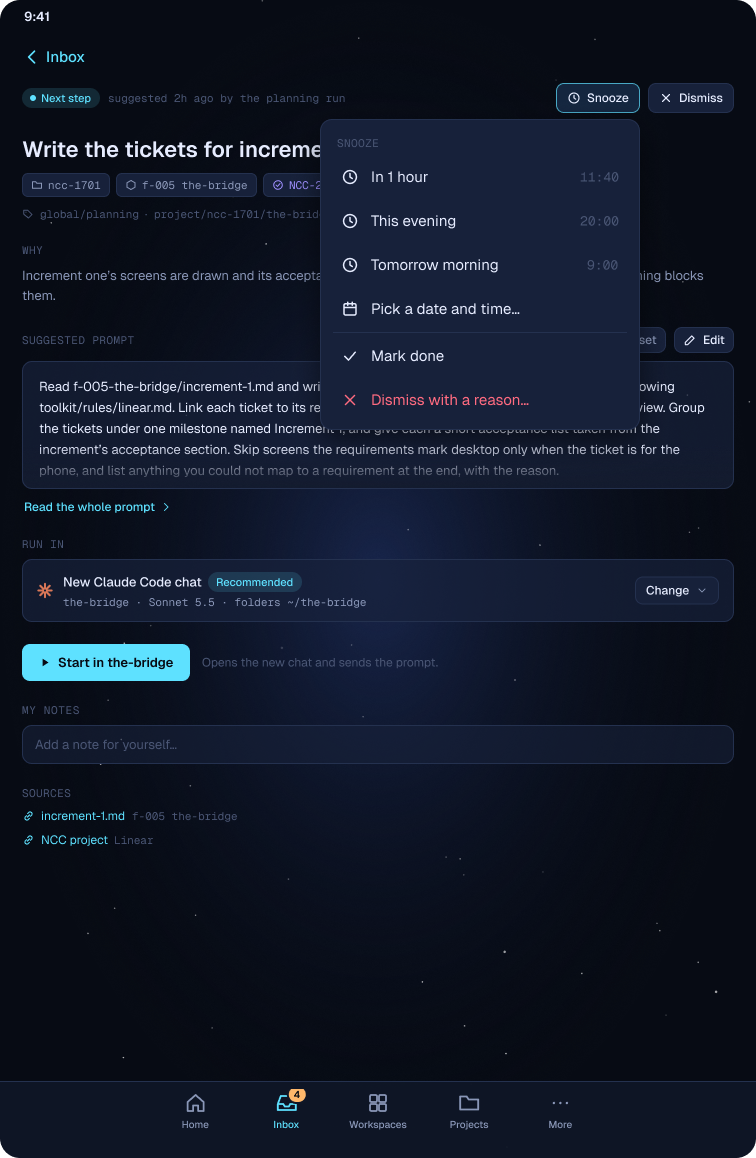 9:41
Inbox
Next step suggested 2h ago by the planning run
Snooze
Dismiss
Write the tickets for increme
ncc-1701
f-005 the-bridge
NCC-2
global/planning · project/ncc-1701/the-brid
SNOOZE
In 1 hour 11:40
This evening 20:00
Tomorrow morning 9:00
Pick a date and time…
Mark done
Dismiss with a reason…
WHY
Increment one’s screens are drawn and its accepta
blocks
them.
SUGGESTED PROMPT
set
Edit
Read f-005-the-bridge/increment-1.md and wri
owing
toolkit/rules/linear.md. Link each ticket to its re
view. Group
the tickets under one milestone named Increment 1, and give each a short acceptance list taken from the
increment’s acceptance section. Skip screens the requirements mark desktop only when the ticket is for the
phone, and list anything you could not map to a requirement at the end, with the reason.
Read the whole prompt
RUN IN
New Claude Code chat Recommended
the-bridge · Sonnet 5.5 · folders ~/the-bridge
Change
Start in the-bridge
Opens the new chat and sends the prompt.
MY NOTES
Add a note for yourself…
SOURCES
increment-1.md f-005 the-bridge
NCC project Linear
4
Home
Inbox
Workspaces
Projects
More